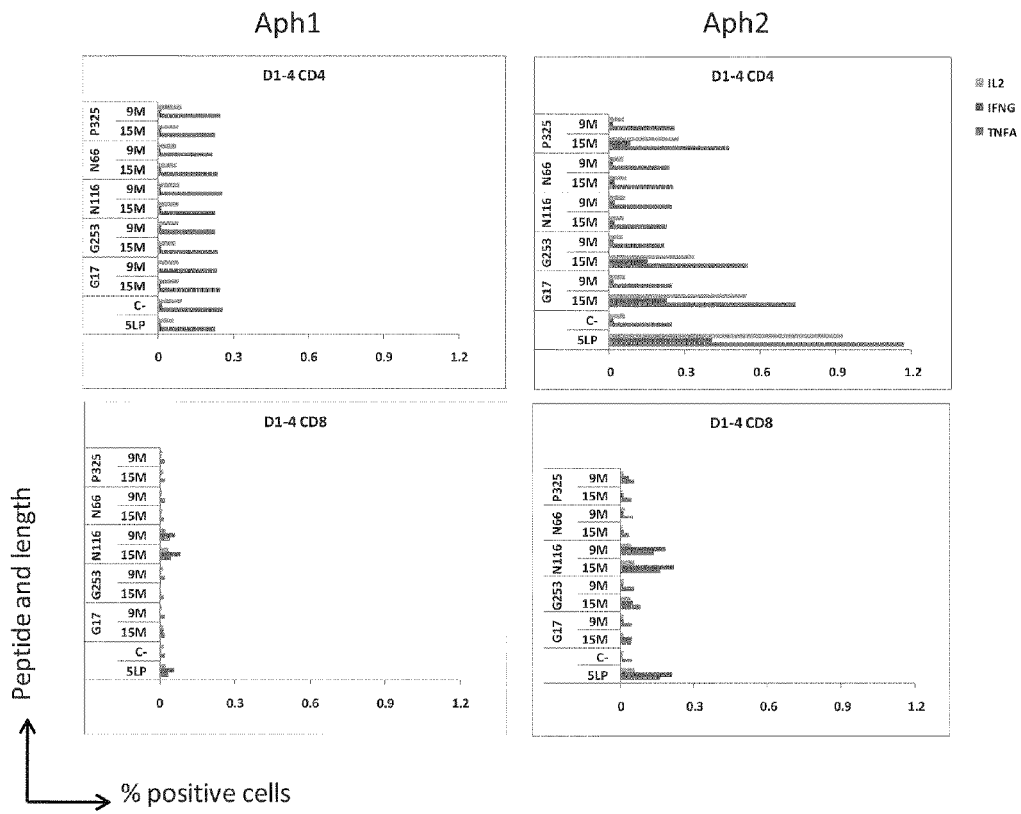 Aph1
Aph2
D1-4 CD4
P325
9M
15M
N66
9M
15M
N116
9M
15M
G253
9M
15M
G17
9M
15M
C-
5LP
0 0.3 0.6 0.9 1.2
D1-4 CD4
P325
9M
15M
N66
9M
15M
N116
9M
15M
G253
9M
15M
G17
9M
15M
C-
5LP
0 0.3 0.6 0.9 1.2
IL2
IFNG
TNFA
D1-4 CD8
P325
9M
15M
N66
9M
15M
N116
9M
15M
G253
9M
15M
G17
9M
15M
C-
5LP
0 0.3 0.6 0.9 1.2
D1-4 CD8
P325
9M
15M
N66
9M
15M
N116
9M
15M
G253
9M
15M
G17
9M
15M
C-
5LP
0 0.3 0.6 0.9 1.2
Peptide and length
% positive cells